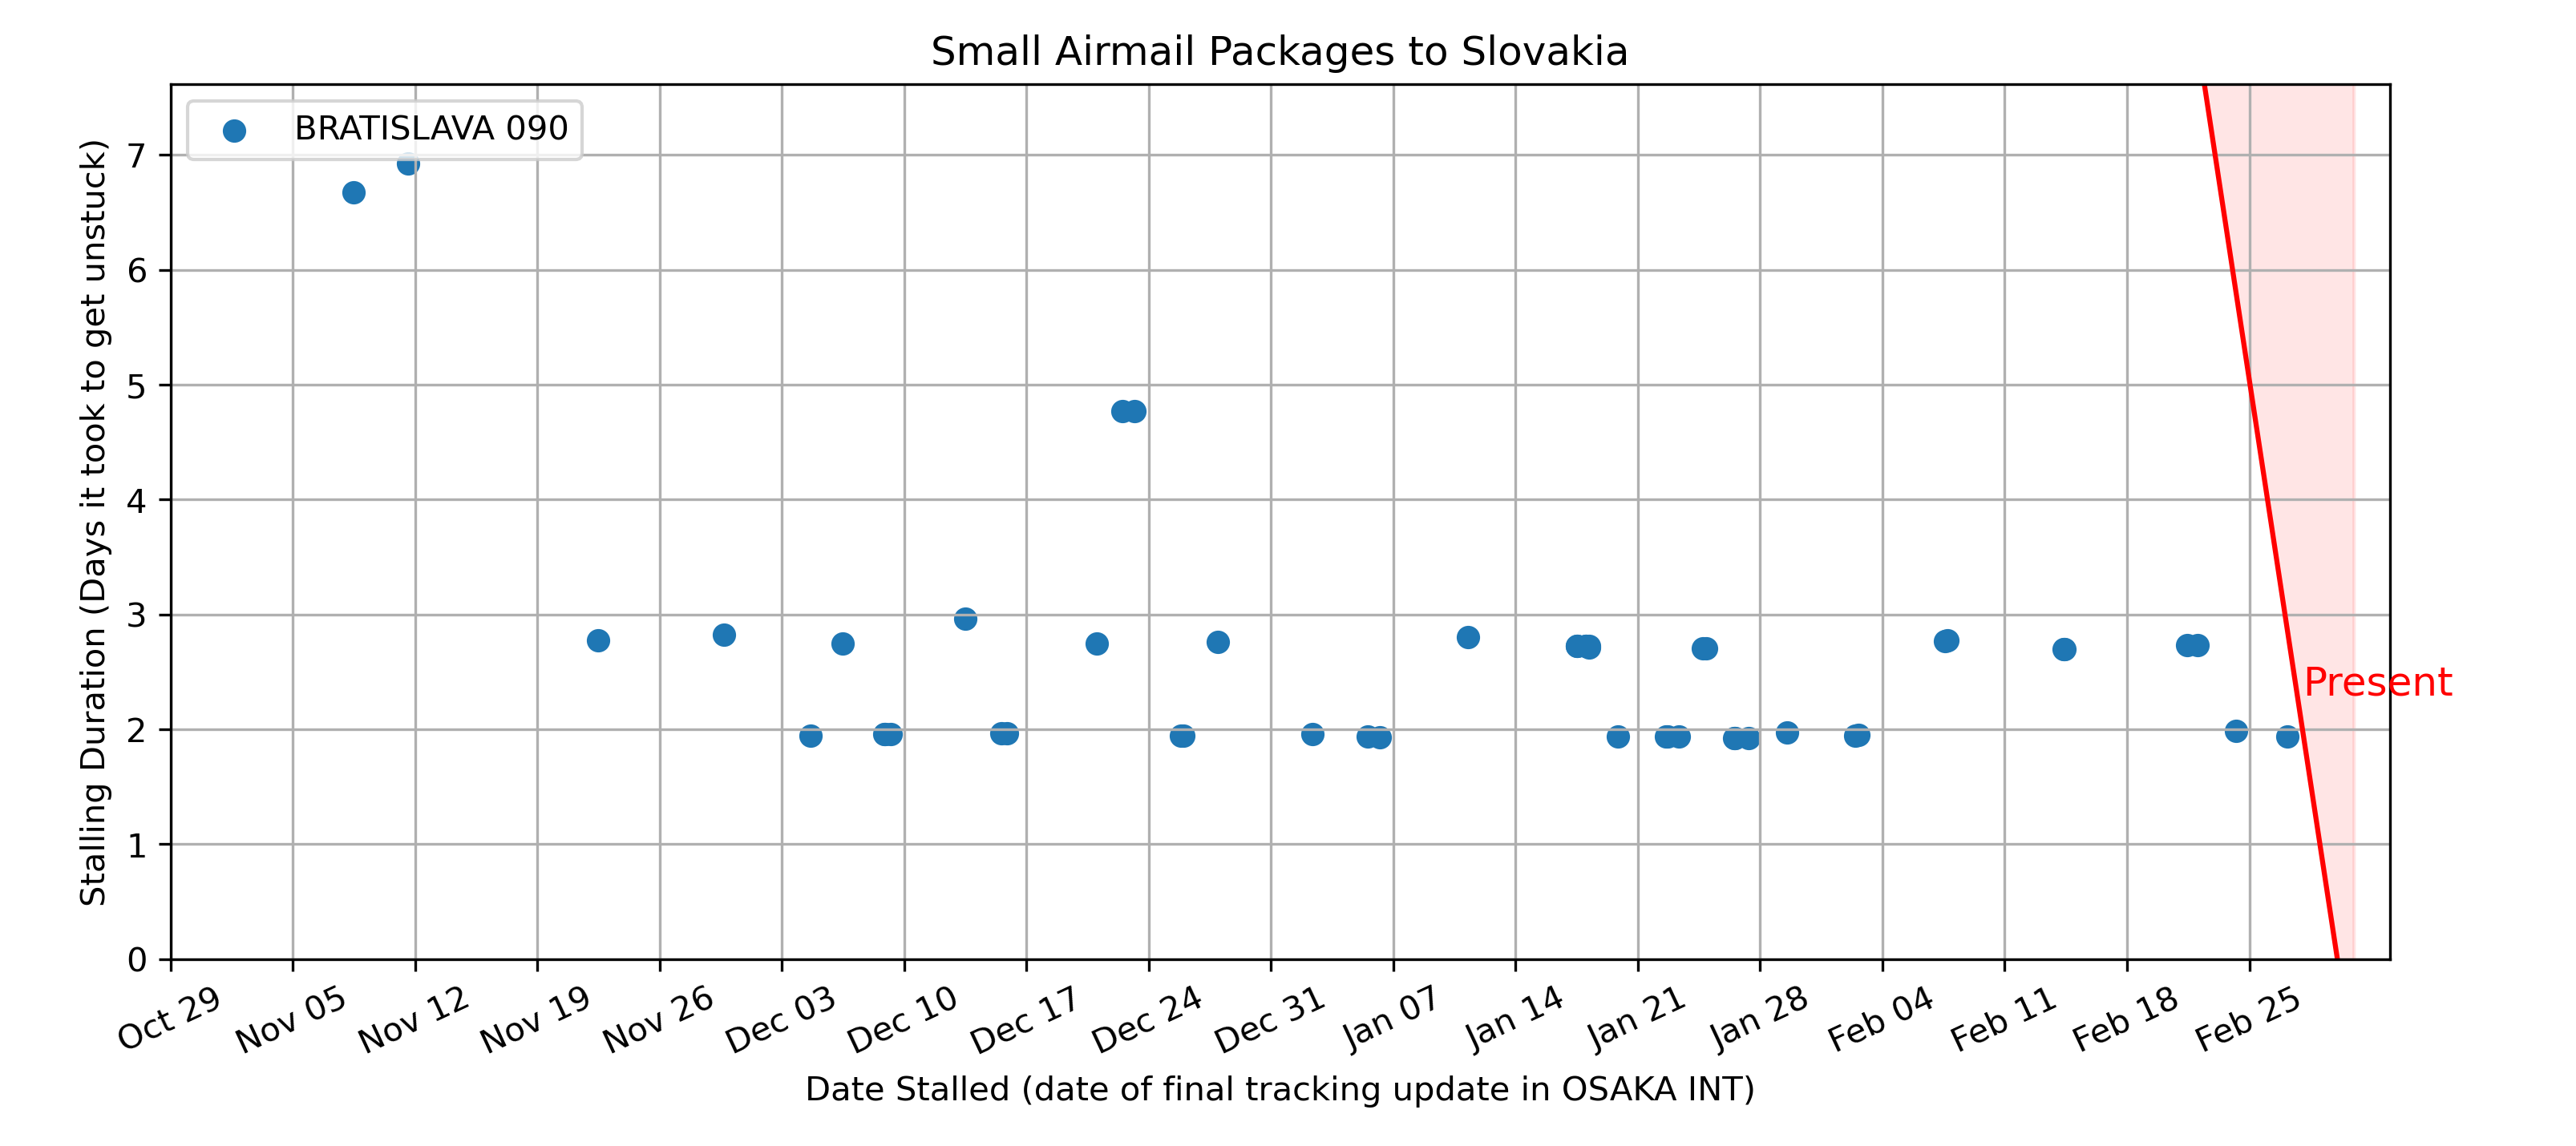 Small Airmail Packages to Slovakia
BRATISLAVA 090
Stalling Duration (Days it took to get unstuck)
7
6
5
4
3
2
1
0
Present
Oct 29
Nov 05
Nov 12
Nov 19
Nov 26
Dec 03
Dec 10
Dec 17
Dec 24
Dec 31
Jan 07
Jan 14
Jan 21
Jan 28
Feb 04
Feb 11
Feb 18
Feb 25
Date Stalled (date of final tracking update in OSAKA INT)